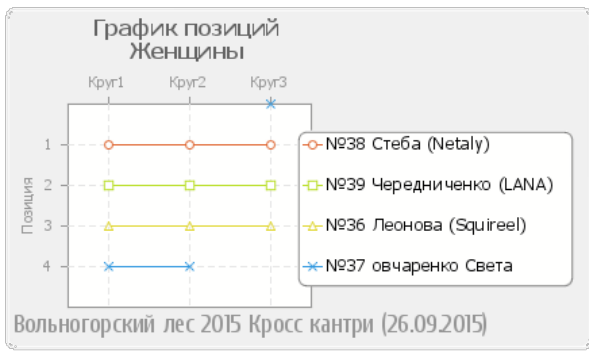 График позиций
Женщины
Круг1 Круг2 Круг3
Позиция
1
2
3
4
№38 Стеба (Netaly)
№39 Чередниченко (LANA)
№36 Леонова (Squireel)
№37 овчаренко Света
Вольногорский лес 2015 Кросс кантри (26.09.2015)